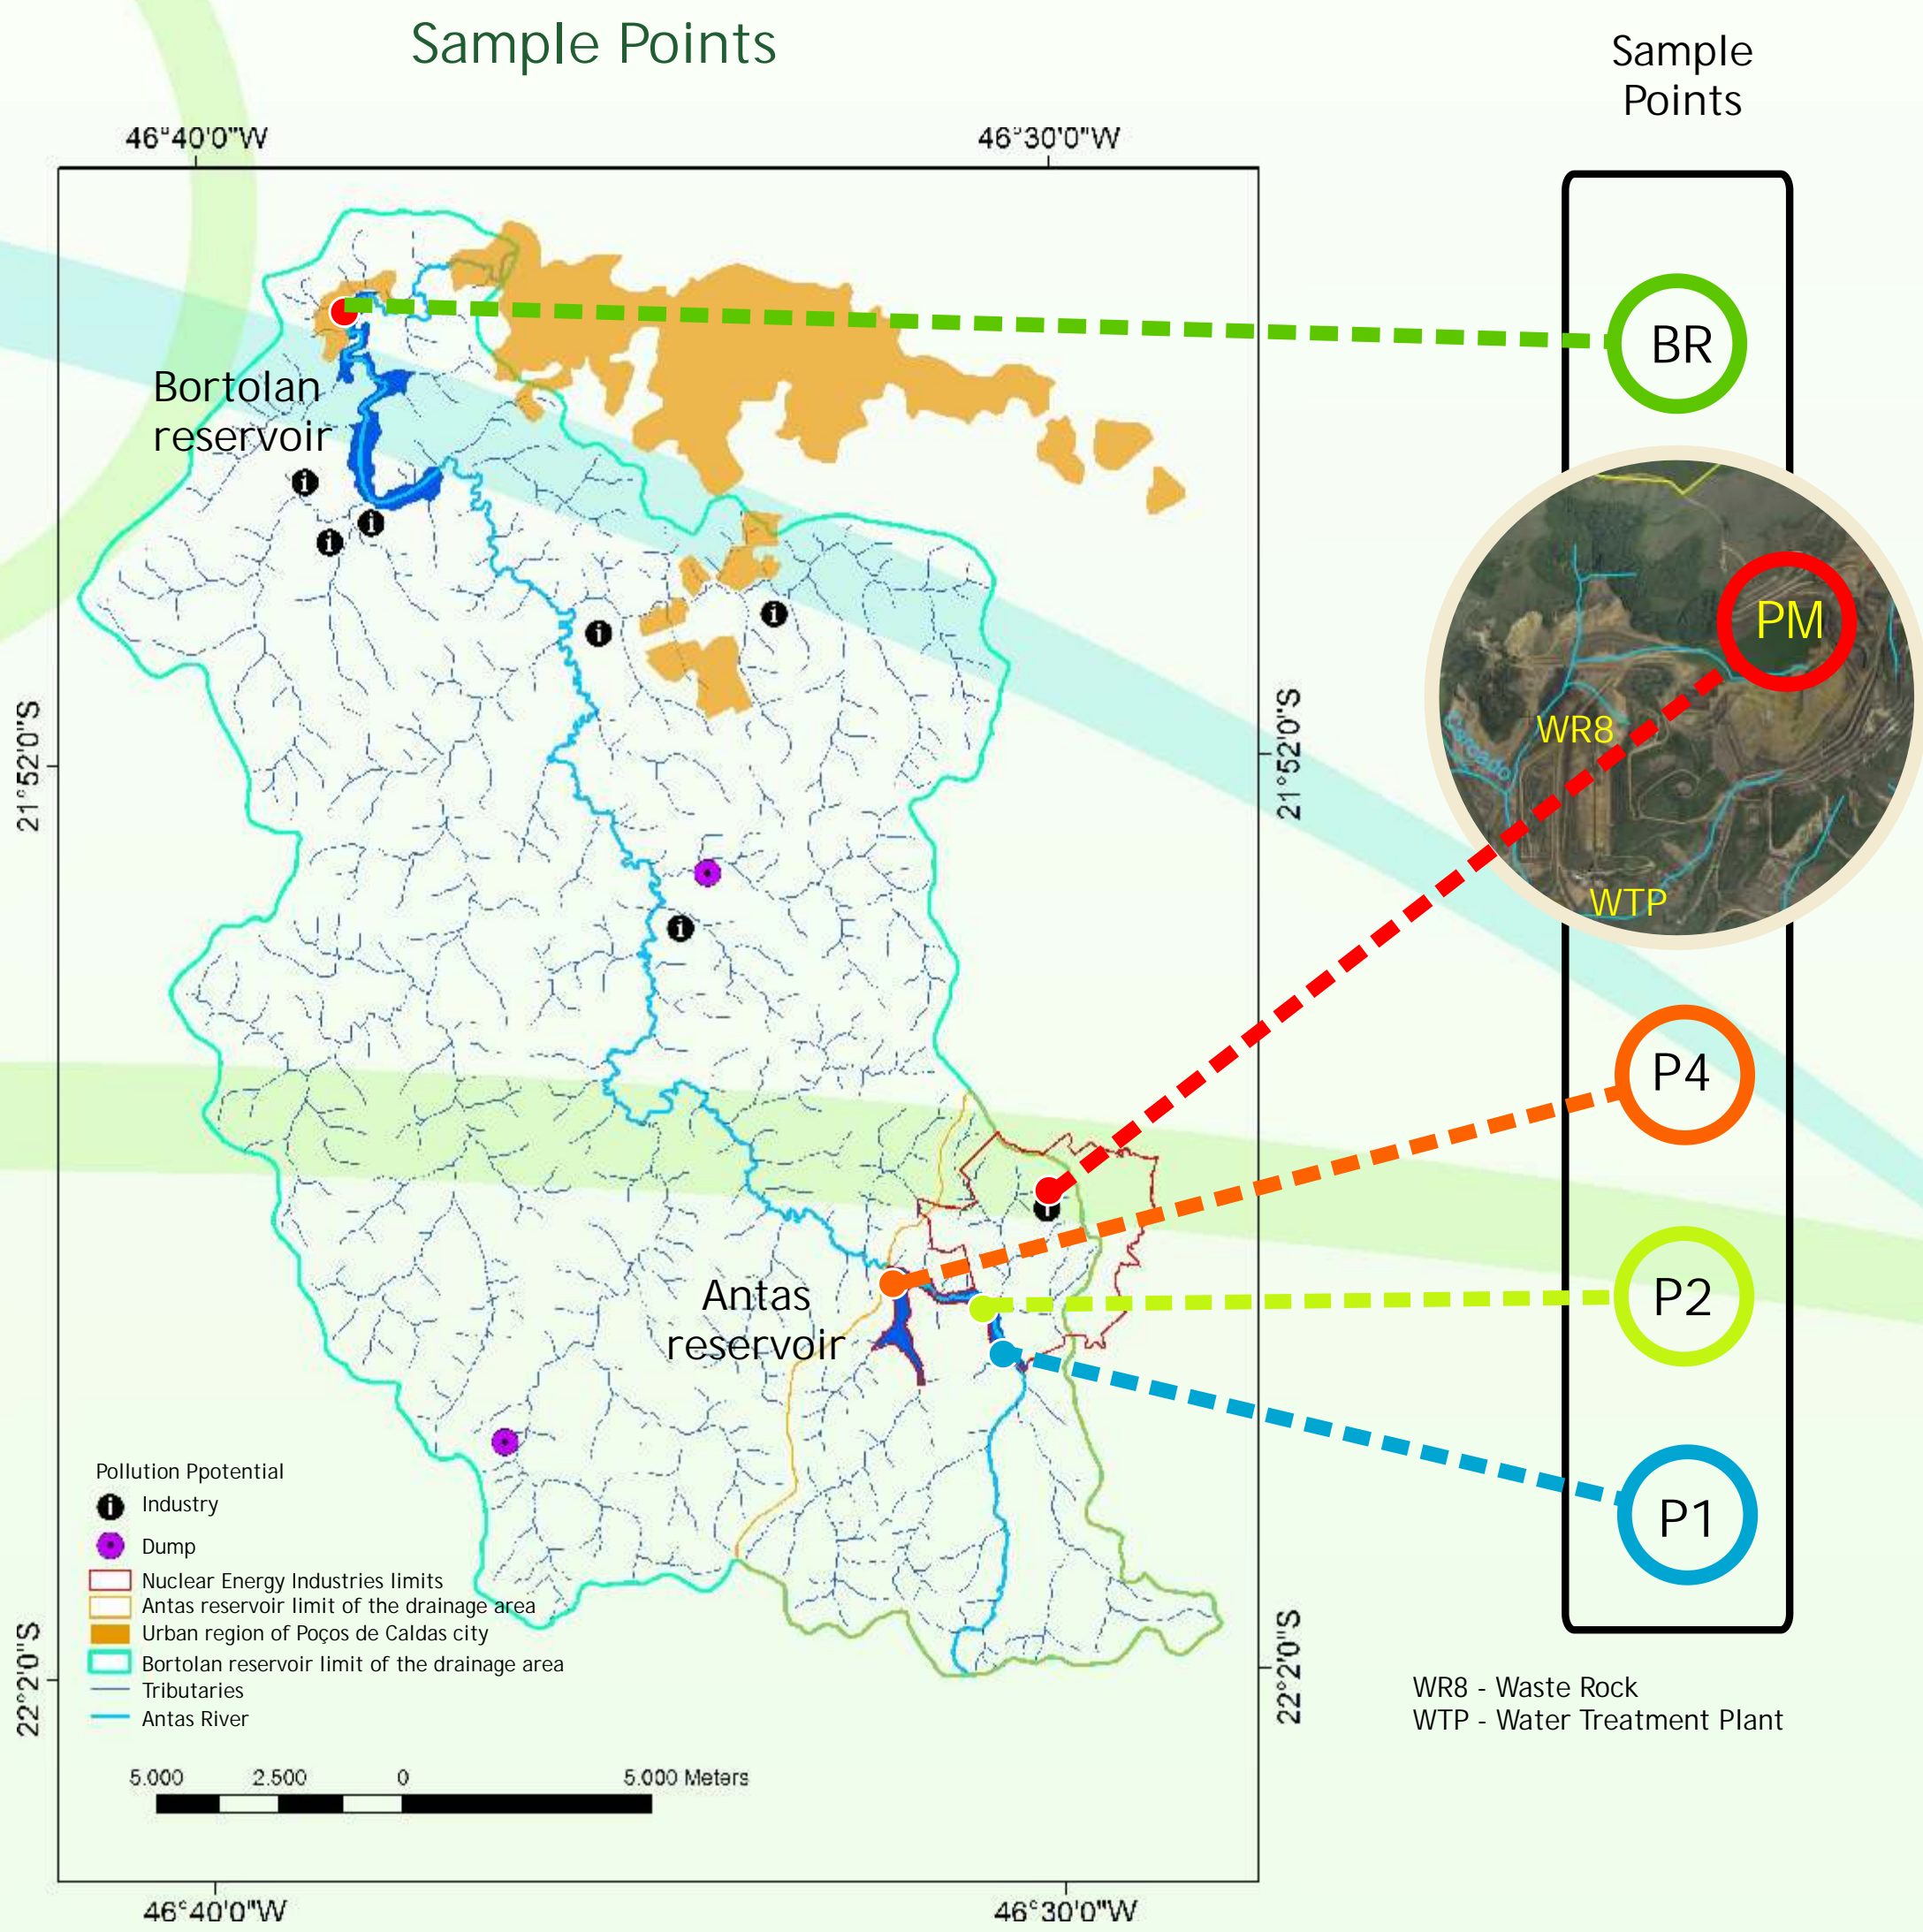 Sample Points
Sample
Points
46°40'0"W
46°30'0"W
BR
Bortolan
reservoir
PM
WR8
WTP
21°52'0"S
21°52'0"S
P4
P2
Antas
reservoir
P1
Pollution Ppotential
i Industry
Dump
Nuclear Energy Industries limits
Antas reservoir limit of the drainage area
Urban region of Poços de Caldas city
Bortolan reservoir limit of the drainage area
Tributaries
Antas River
22°2'0"S
22°2'0"S
WR8 - Waste Rock
WTP - Water Treatment Plant
5.000 2.500 0 5.000 Meters
46°40'0"W
46°30'0"W